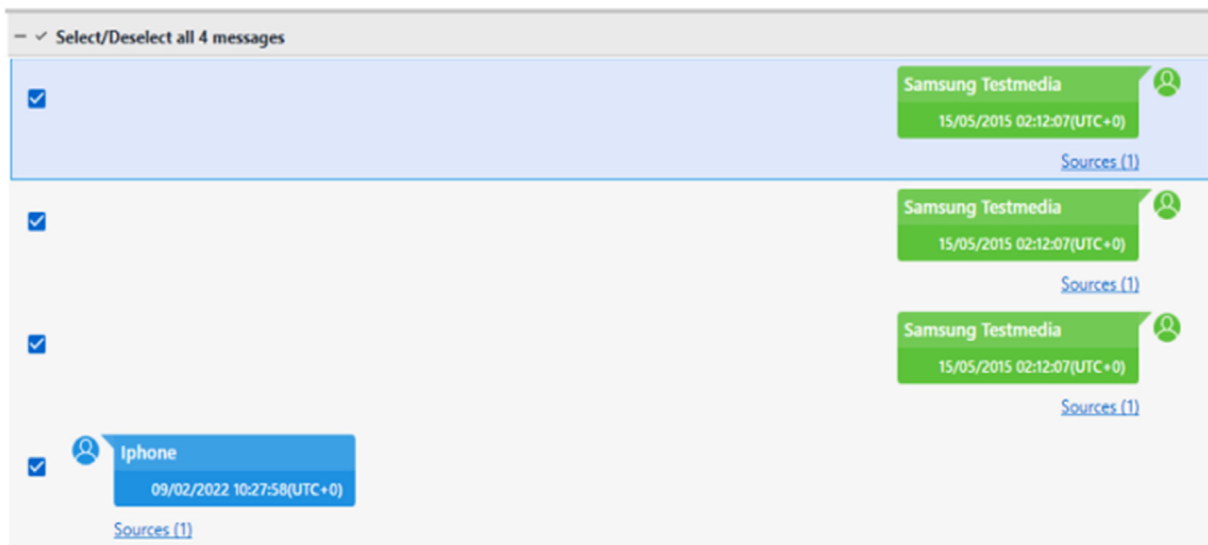 Select/Deselect all 4 messages
Samsung Testmedia
15/05/2015 02:12:07(UTC+0)
Sources (1)
Samsung Testmedia
15/05/2015 02:12:07(UTC+0)
Sources (1)
Samsung Testmedia
15/05/2015 02:12:07(UTC+0)
Sources (1)
Iphone
09/02/2022 10:27:58(UTC+0)
Sources (1)